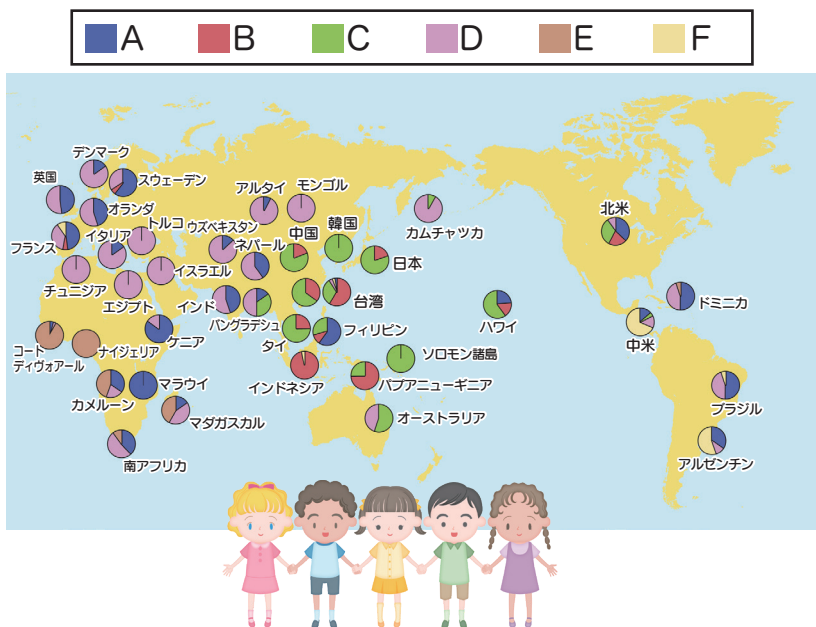 A B C D E F
デンマーク
英国
スウェーデン
オランダ
アルタイ
モンゴル
北米
トルコ
ウズベキスタン
韓国
中国
カムチャツカ
フランス
イタリア
ネパール
日本
イスラエル
チュニジア
エジプト
インド
台湾
ドミニカ
バングラデシュ
フィリピン
ハワイ
ケニア
タイ
中米
コート
ディヴォアール
ナイジェリア
ソロモン諸島
インドネシア
パプアニューギニア
マラウイ
カメルーン
マダガスカル
オーストラリア
ブラジル
南アフリカ
アルゼンチン